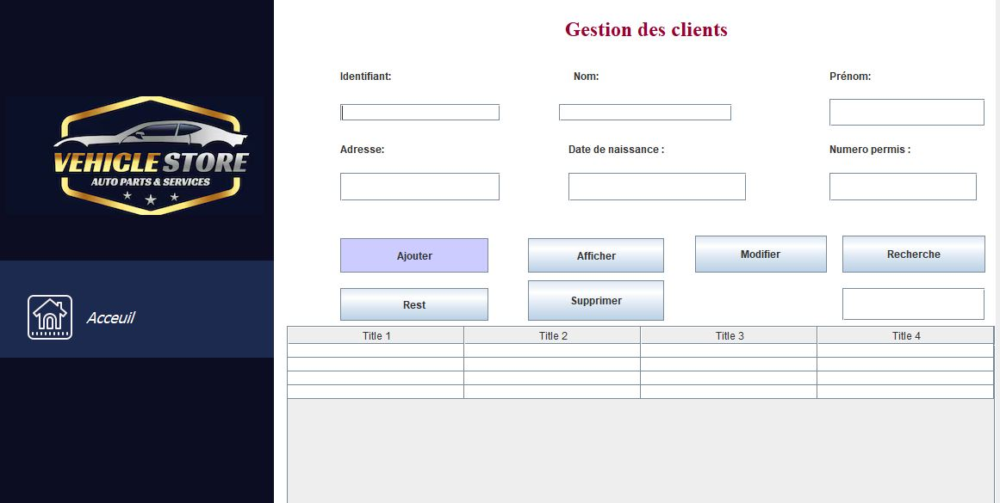 Gestion des clients
Identifiant: Nom: Prénom:
VEHICLE STORE
AUTO PARTS & SERVICES
Adresse: Date de naissance : Numero permis :
Ajouter Afficher Modifier Recherche
Rest Supprimer
Acceuil
Title 1 Title 2 Title 3 Title 4